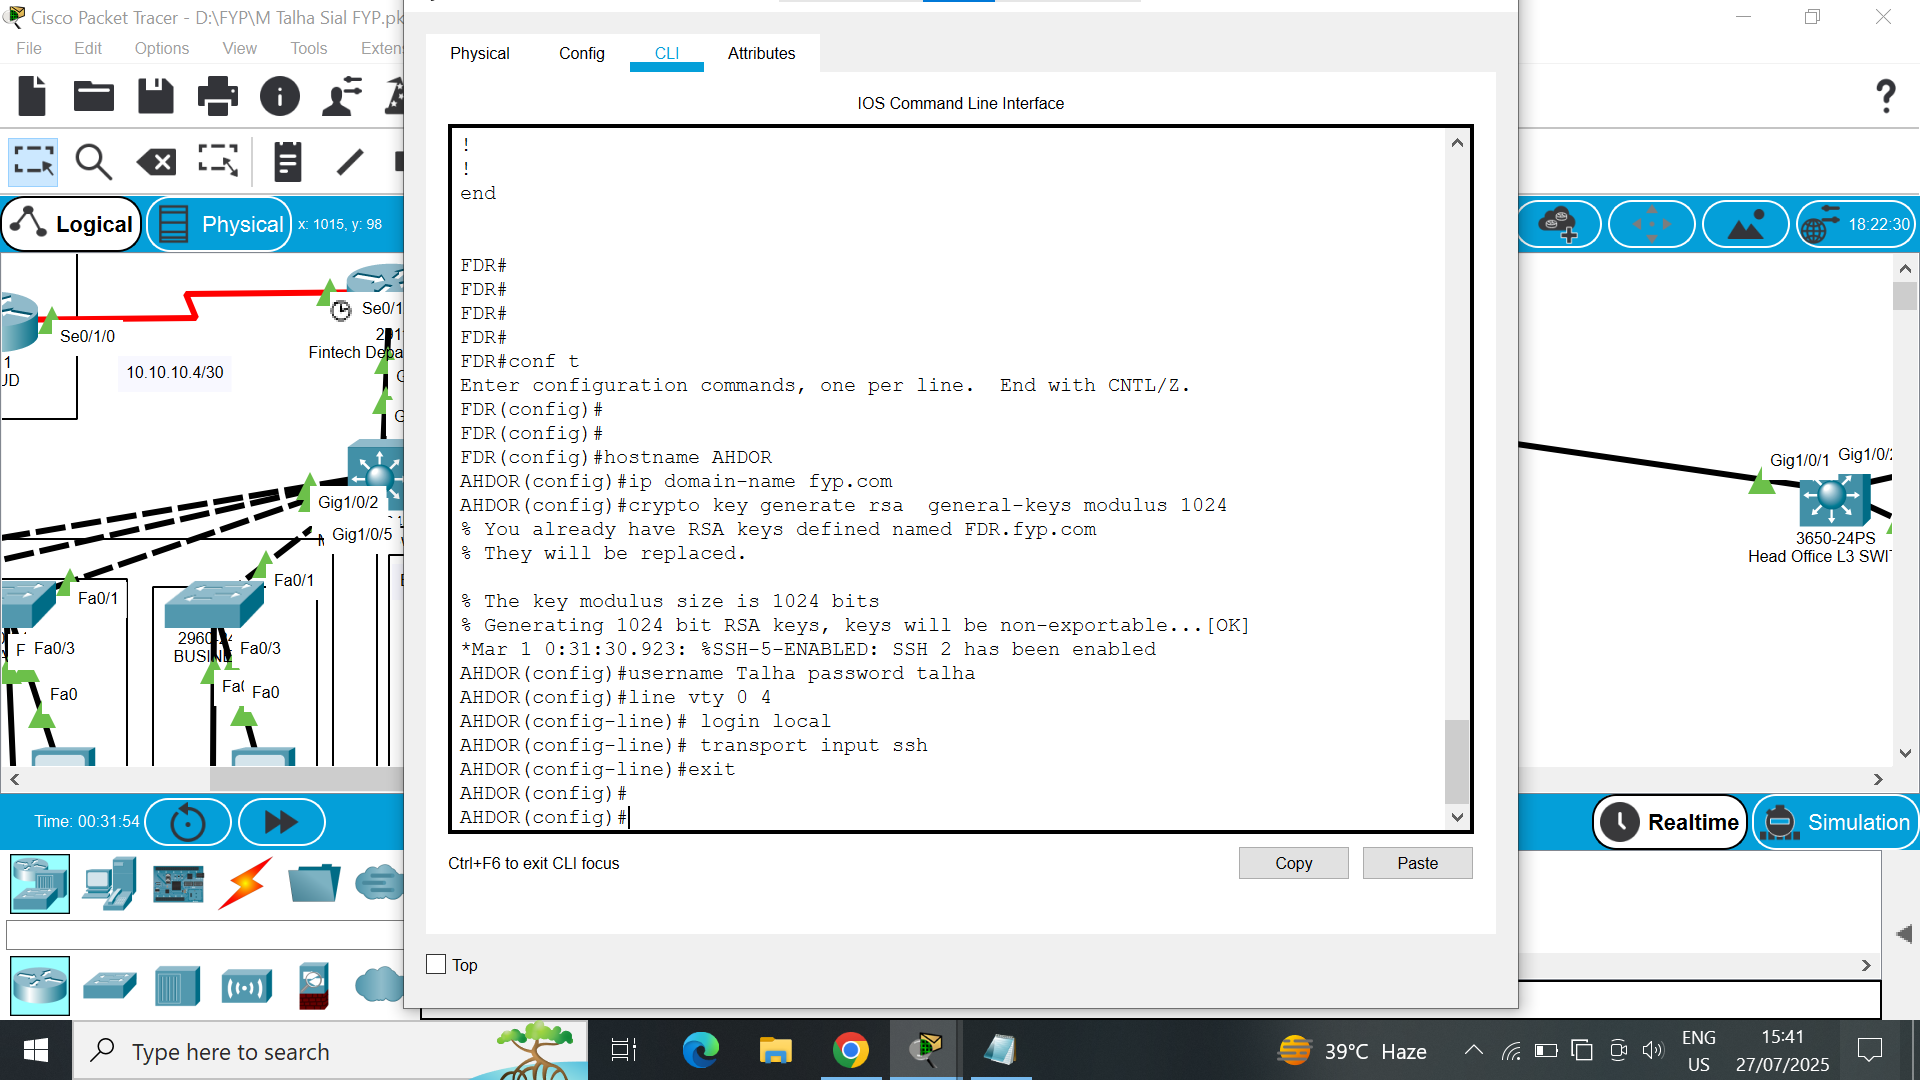 Cisco Packet Tracer - D:\FYP\M Talha Sial FYP.pk
File Edit Options View Tools Exten
Physical Config CLI Attributes
IOS Command Line Interface
!
!
end
FDR#
FDR#
FDR#
FDR#
FDR#conf t
Enter configuration commands, one per line.  End with CNTL/Z.
FDR(config)#
FDR(config)#
FDR(config)#hostname AHDOR
AHDOR(config)#ip domain-name fyp.com
AHDOR(config)#crypto key generate rsa  general-keys modulus 1024
% You already have RSA keys defined named FDR.fyp.com
% They will be replaced.
% The key modulus size is 1024 bits
% Generating 1024 bit RSA keys, keys will be non-exportable...[OK]
*Mar 1 0:31:30.923: %SSH-5-ENABLED: SSH 2 has been enabled
AHDOR(config)#username Talha password talha
AHDOR(config)#line vty 0 4
AHDOR(config-line)# login local
AHDOR(config-line)# transport input ssh
AHDOR(config-line)#exit
AHDOR(config)#
AHDOR(config)#
Ctrl+F6 to exit CLI focus
Copy Paste
Top
Logical Physical x: 1015, y: 98
18:22:30
Se0/1/0
Se0/1
10.10.10.4/30
1
UD
Fintech Depa
Gig1/0/2
Gig1/0/5
Fa0/1
Fa0/1
F Fa0/3
BUSINE Fa0/3
Fa0
Fa0
Gig1/0/1 Gig1/0/2
3650-24PS
Head Office L3 SWI
Time: 00:31:54
Realtime Simulation
Type here to search
39°C Haze
ENG
US
15:41
27/07/2025